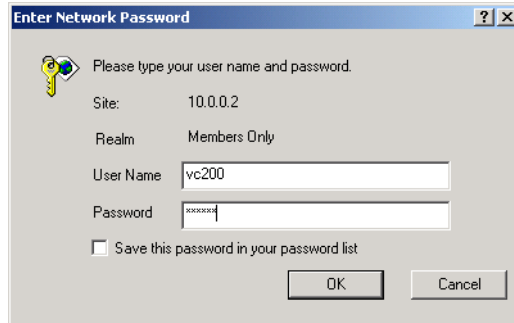 Enter Network Password
Please type your user name and password.
Site: 10.0.0.2
Realm Members Only
User Name vc200
Password ******
Save this password in your password list
OK Cancel